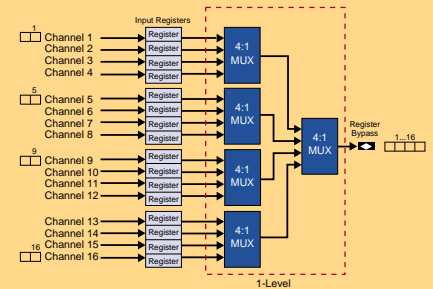 Input Registers
1
Channel 1 Register
Channel 2 Register
Channel 3 Register
Channel 4 Register
4:1
MUX
5
Channel 5 Register
Channel 6 Register
Channel 7 Register
Channel 8 Register
4:1
MUX
9
Channel 9 Register
Channel 10 Register
Channel 11 Register
Channel 12 Register
4:1
MUX
Channel 13 Register
Channel 14 Register
Channel 15 Register
16
Channel 16 Register
4:1
MUX
4:1
MUX
Register
Bypass
1...16
1-Level